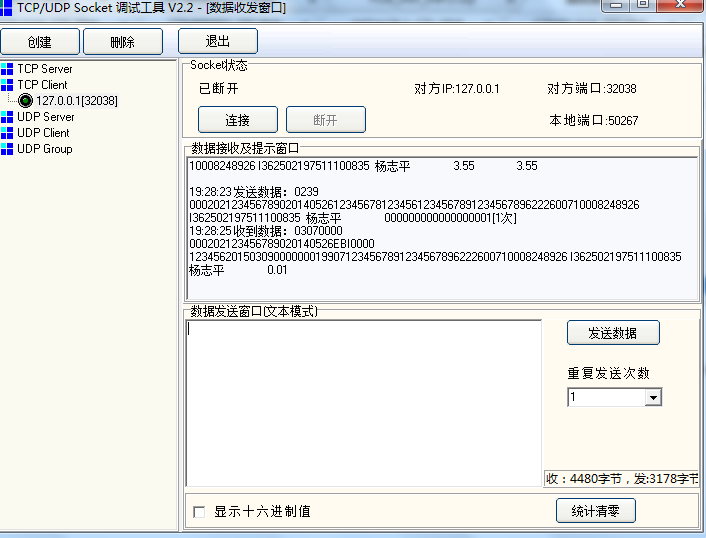 TCP/UDP Socket 调试工具 V2.2 - [数据收发窗口]
创建 删除 退出
TCP Server
TCP Client
127.0.0.1[32038]
UDP Server
UDP Client
UDP Group
Socket状态
已断开 对方IP:127.0.0.1 对方端口:32038
连接 断开 本地端口:50267
数据接收及提示窗口
10008248926 I362502197511100835 杨志平 3.55 3.55
19:28:23 发送数据：0239
000202123456789020140526123456781234561234567891234567896222600710008248926
I362502197511100835 杨志平 000000000000000001[1次]
19:28:25 收到数据：03070000
00020212345678902014­0526EBI0000
12345620150309000000019907123456789123456789622260071­0008248926 I362502197511100835
杨志平 0.01
数据发送窗口(文本模式)
发送数据
重复发送次数
1
收：4480字节，发:3178字节
显示十六进制值 统计清零